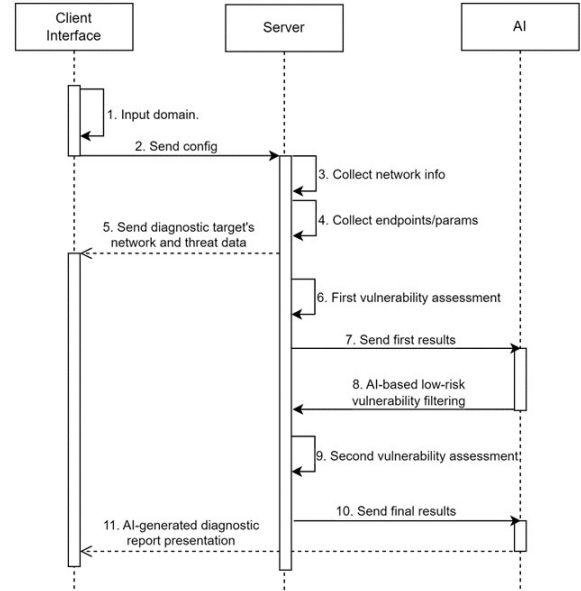 Client
Interface
Server
AI
1. Input domain.
2. Send config
3. Collect network info
4. Collect endpoints/params
5. Send diagnostic target's
network and threat data
6. First vulnerability assessment
7. Send first results
8. AI-based low-risk
vulnerability filtering
9. Second vulnerability assessment
10. Send final results
11. AI-generated diagnostic
report presentation